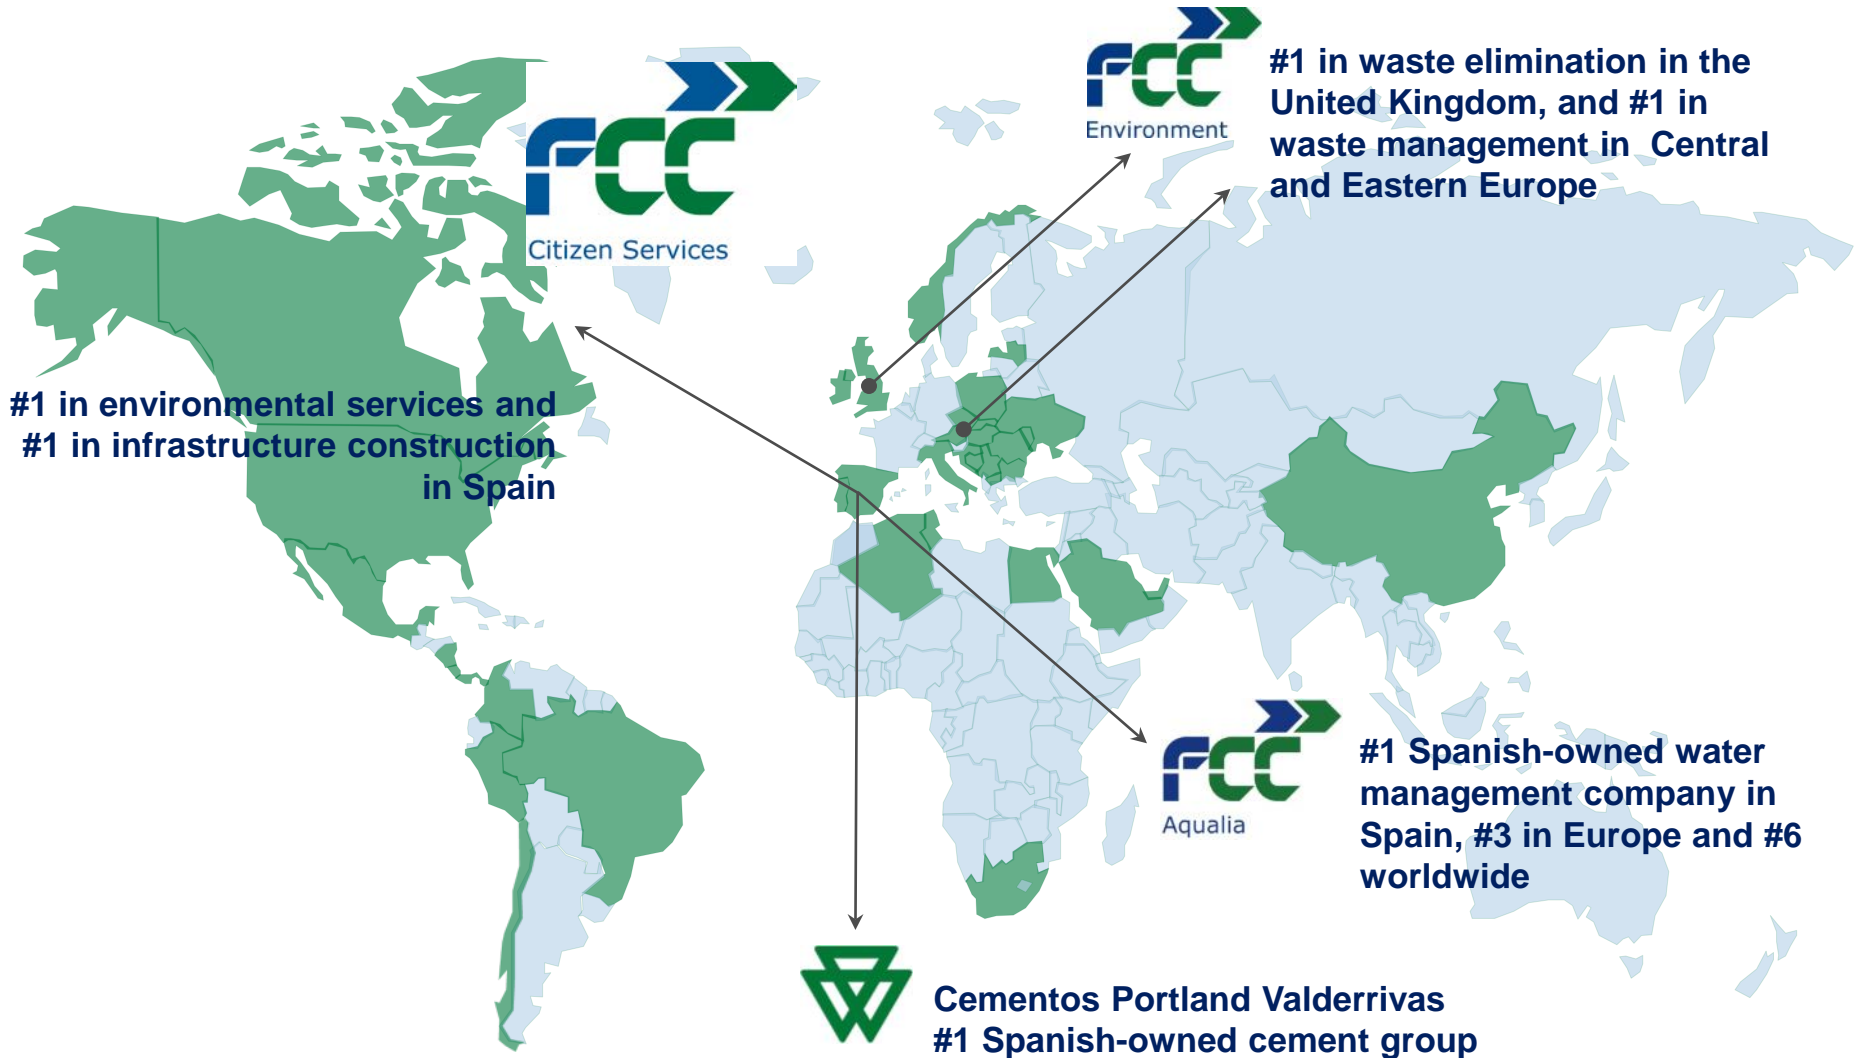 FCC
Citizen Services
#1 in environmental services and
#1 in infrastructure construction
in Spain
FCC
Environment
#1 in waste elimination in the
United Kingdom, and #1 in
waste management in Central
and Eastern Europe
FCC
Aqualia
#1 Spanish-owned water
management company in
Spain, #3 in Europe and #6
worldwide
Cementos Portland Valderrivas
#1 Spanish-owned cement group